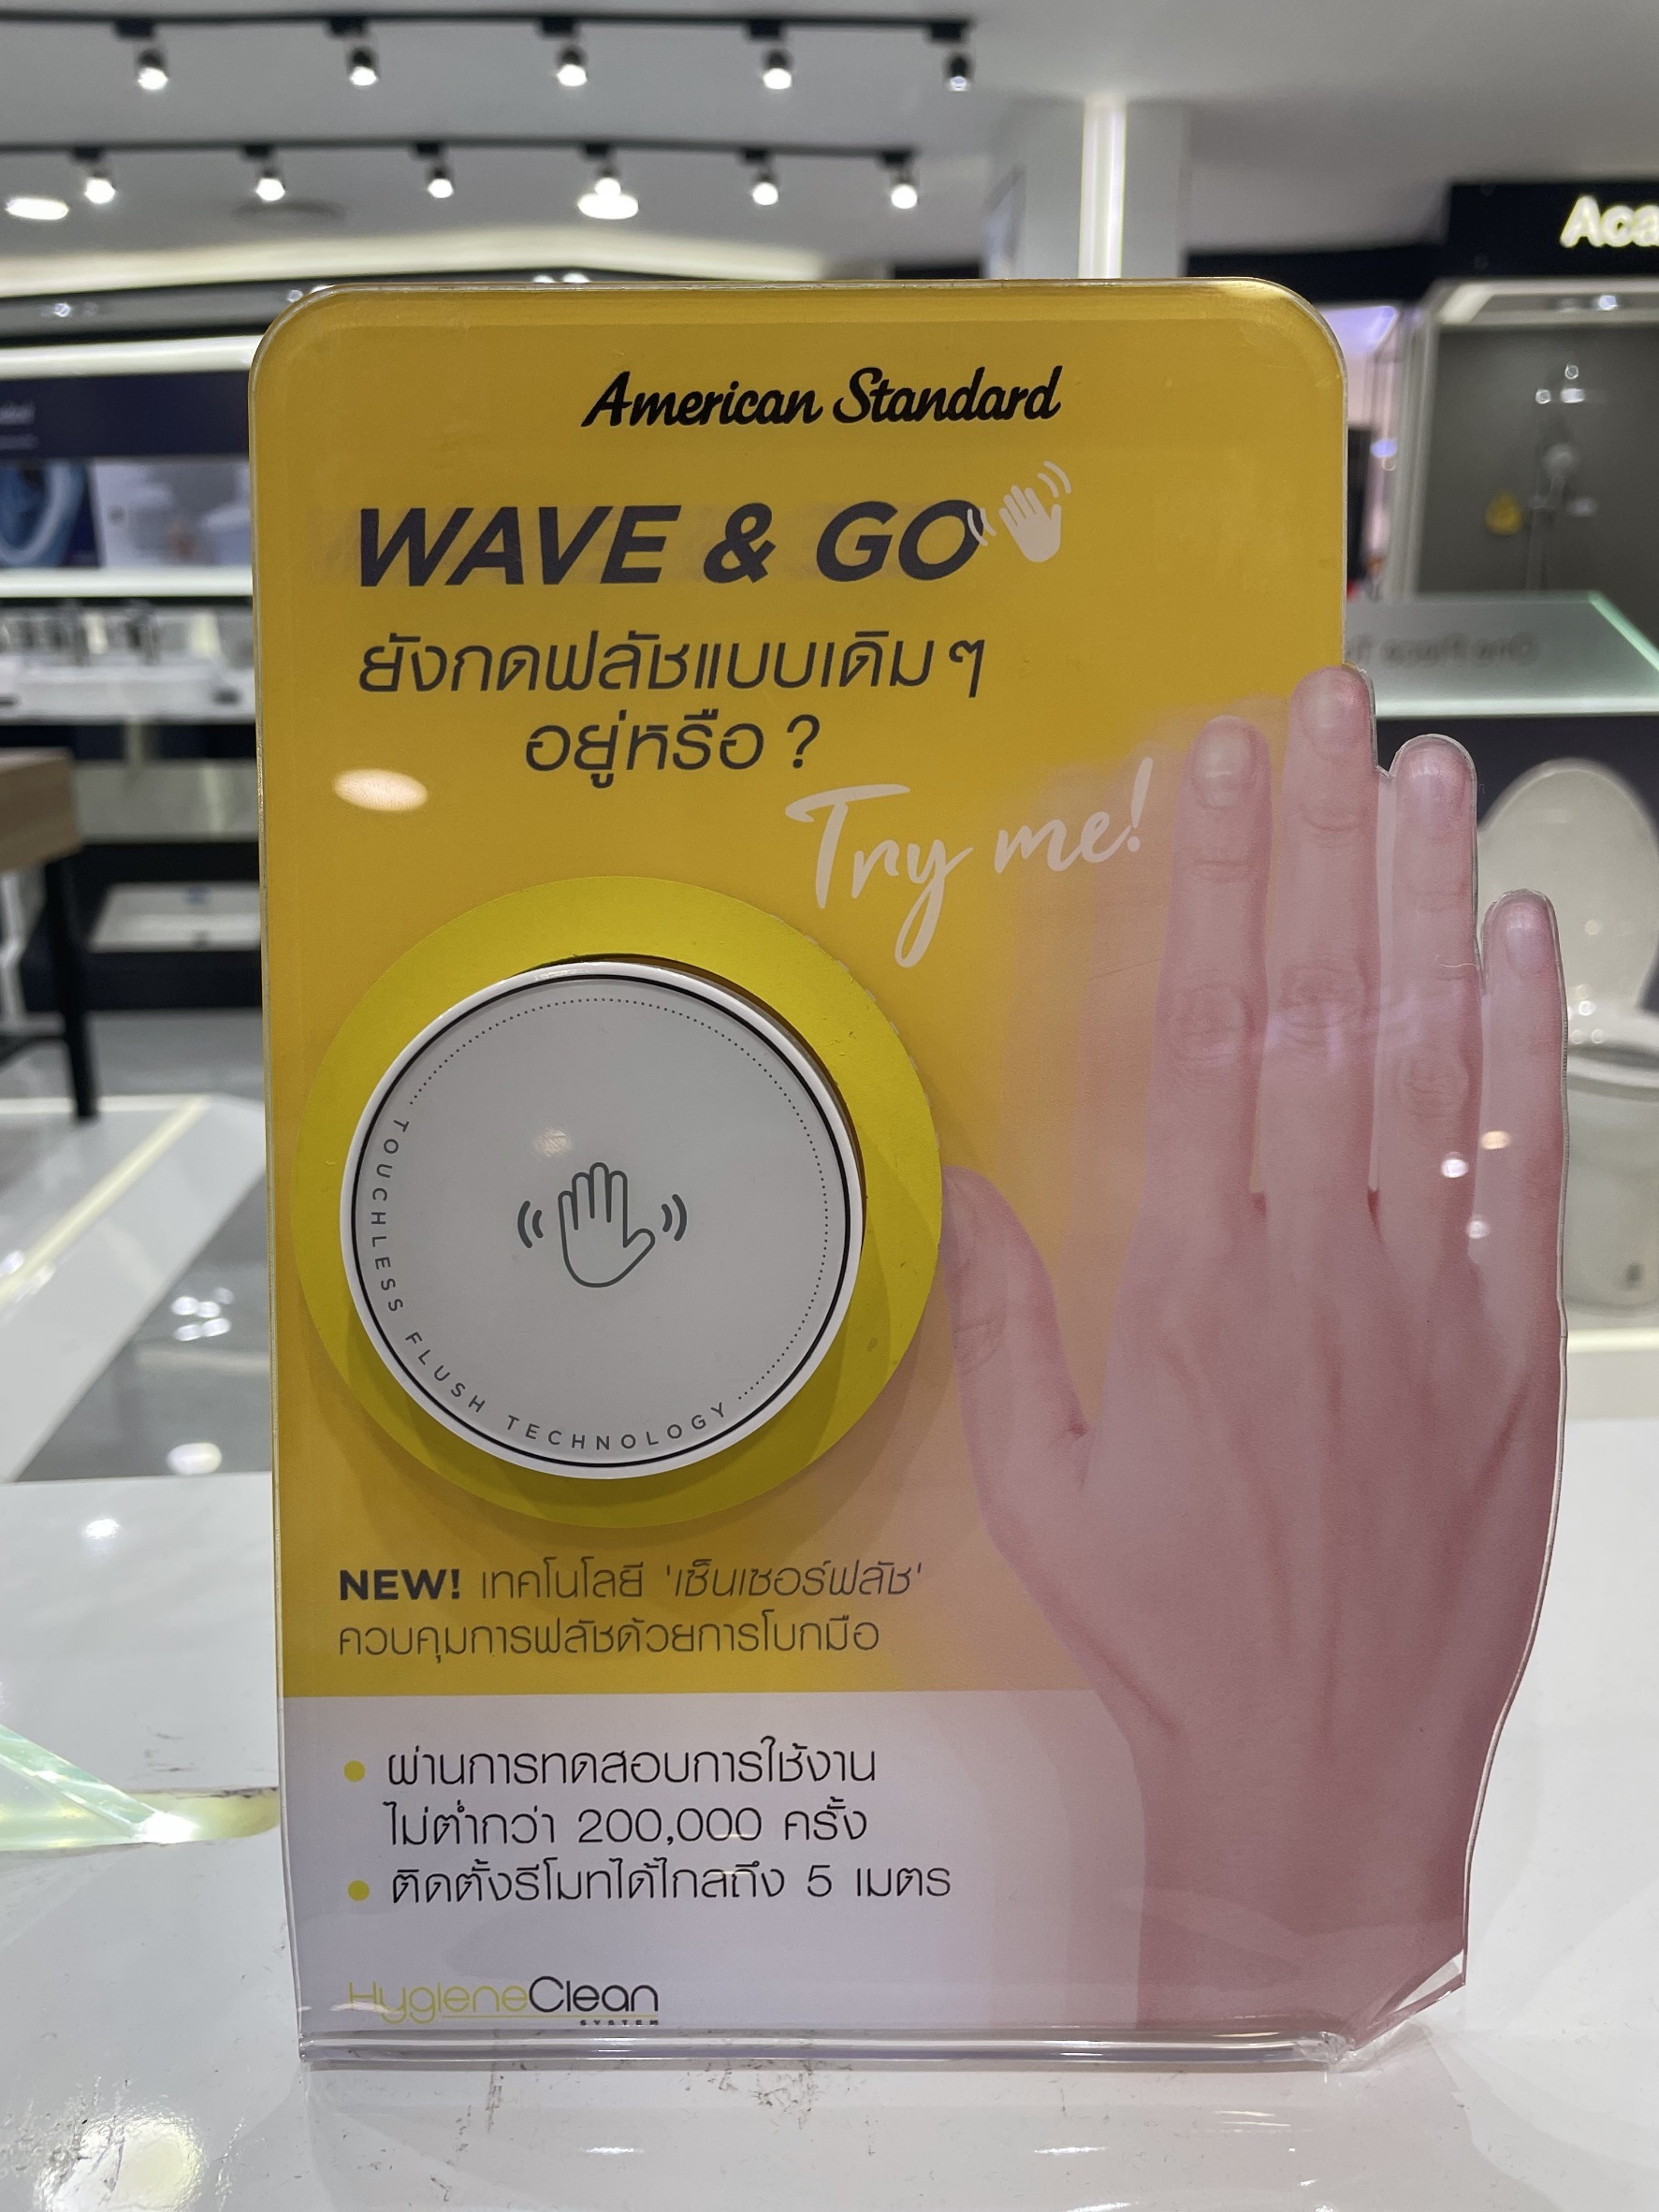 Aca
American Standard
WAVE & GO
ยังกดฟลัชแบบเดิมๆ
อยู่หรือ ?
Try me!
TOUCHLESS FLUSH TECHNOLOGY
NEW! เทคโนโลยี 'เซ็นเซอร์ฟลัช'
ควบคุมการฟลัชด้วยการโบกมือ
• ผ่านการทดสอบการใช้งาน
ไม่ต่ำกว่า 200,000 ครั้ง
• ติดตั้งรีโมทได้ไกลถึง 5 เมตร
HygieneClean
SYSTEM